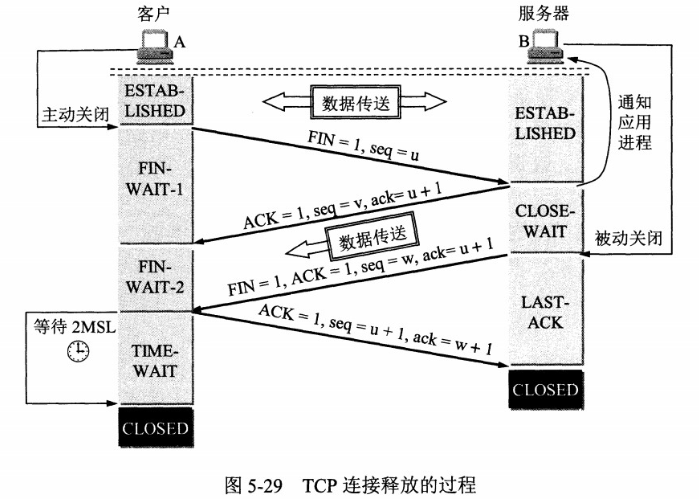 客户
服务器
A
B
ESTAB-
LISHED
数据传送
ESTAB-
LISHED
通知
应用
进程
主动关闭
FIN = 1, seq = u
FIN-
WAIT-1
ACK = 1, seq = v, ack= u + 1
CLOSE-
WAIT
数据传送
被动关闭
FIN = 1, ACK = 1, seq = w, ack= u + 1
FIN-
WAIT-2
ACK = 1, seq = u + 1, ack = w + 1
LAST-
ACK
等待 2MSL
TIME-
WAIT
CLOSED
CLOSED
图 5-29 TCP 连接释放的过程